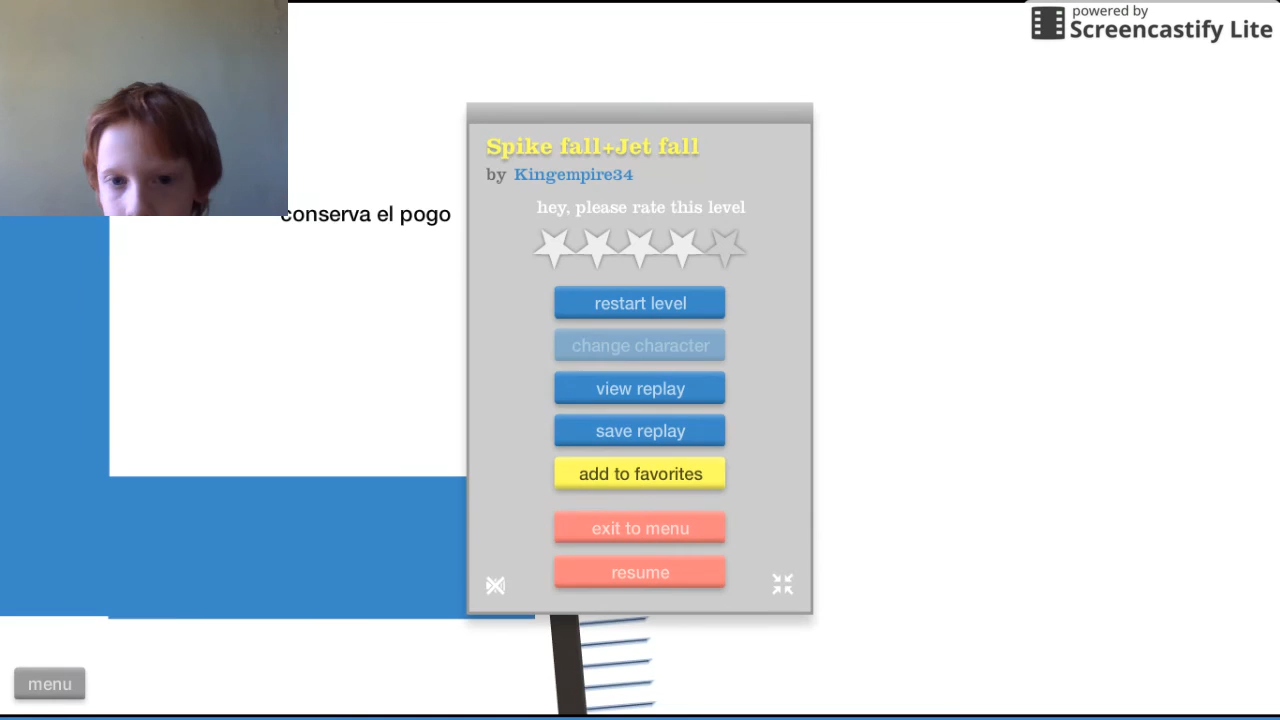 powered by
Screencastify Lite
Spike fall+Jet fall
by Kingempire34
conserva el pogo
hey, please rate this level
restart level
change character
view replay
save replay
add to favorites
exit to menu
resume
menu